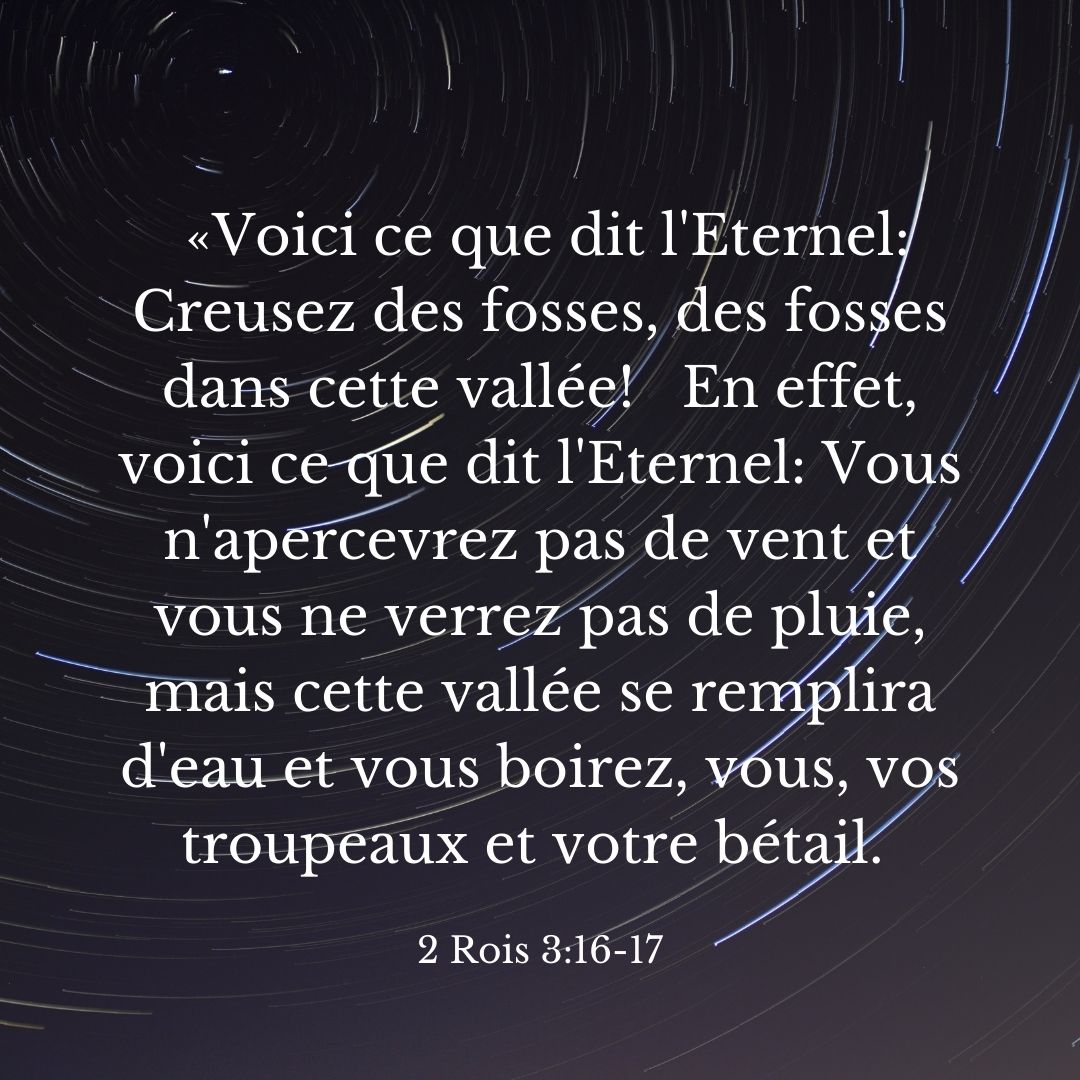 «Voici ce que dit l'Eternel:
Creusez des fosses, des fosses
dans cette vallée!   En effet,
voici ce que dit l'Eternel: Vous
n'apercevrez pas de vent et
vous ne verrez pas de pluie,
mais cette vallée se remplira
d'eau et vous boirez, vous, vos
troupeaux et votre bétail.
2 Rois 3:16-17